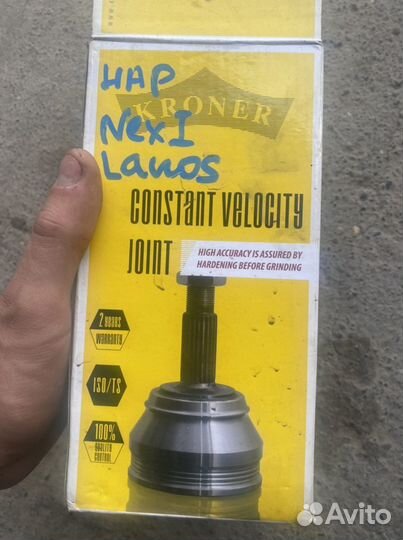 НАР
KRONER
Nex I
Lanos
CONSTANT VELOCITY
JOINT
HIGH ACCURACY IS ASSURED BY
HARDENING BEFORE GRINDING
2 YEARS
WARRANTY
ISO/TS
100%
QUALITY
CONTROL
Avito